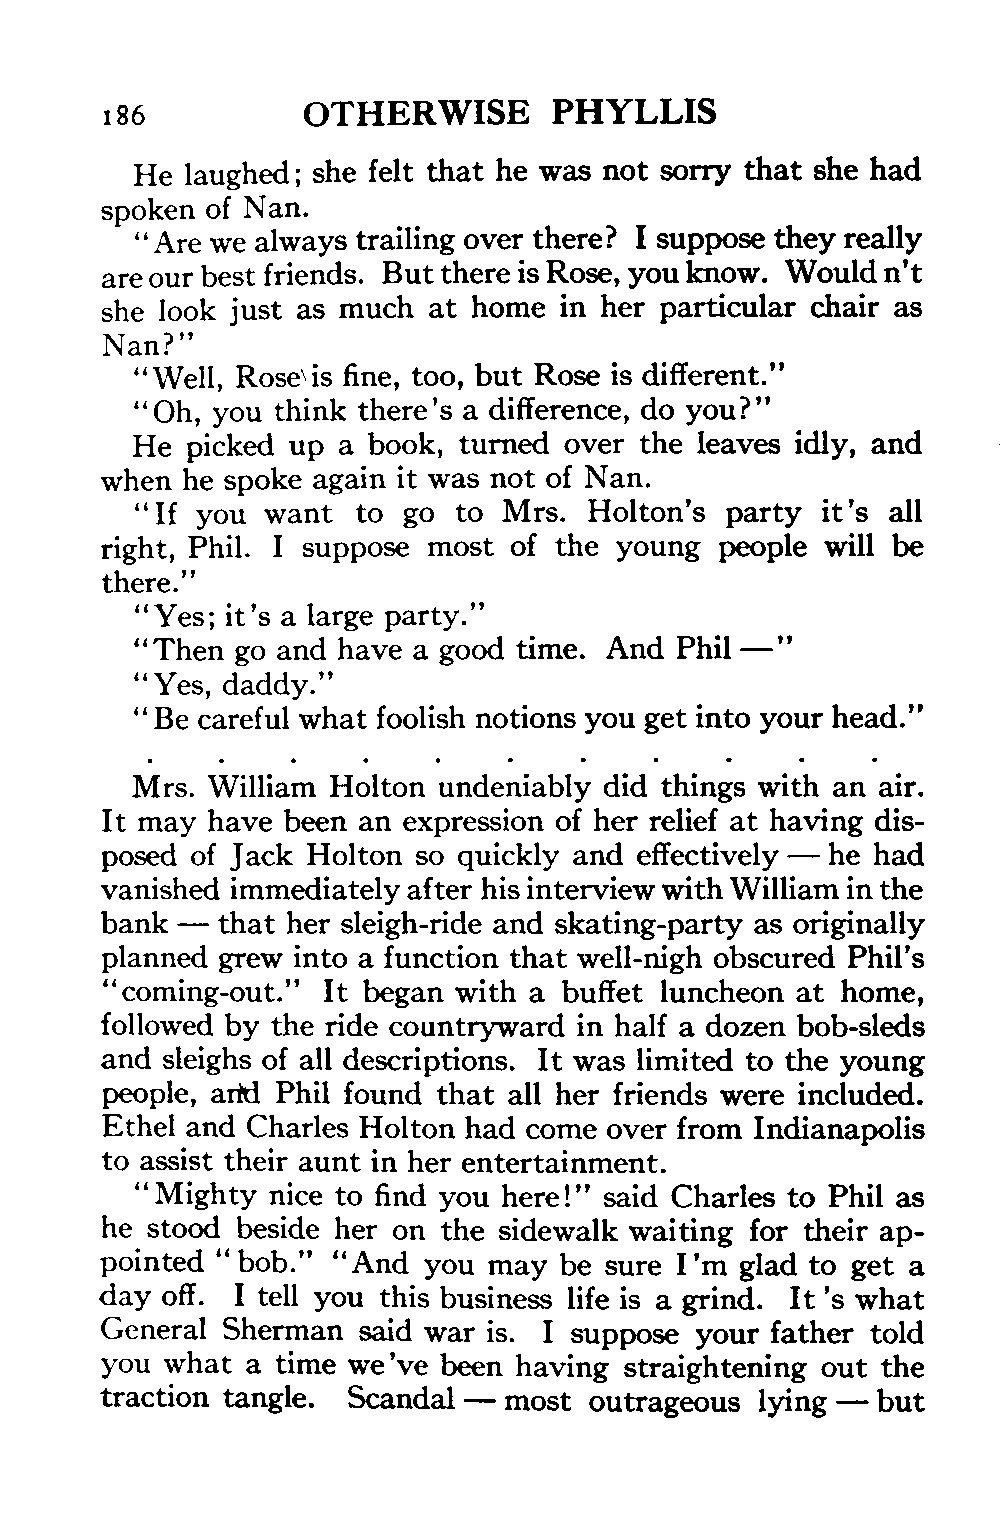 186 OTHERWISE PHYLLIS
He laughed; she felt that he was not sorry that she had
spoken of Nan.
"Are we always trailing over there? I suppose they really
are our best friends. But there is Rose, you know. Would n't
she look just as much at home in her particular chair as
Nan?"
"Well, Rose is fine, too, but Rose is different."
"Oh, you think there's a difference, do you?"
He picked up a book, turned over the leaves idly, and
when he spoke again it was not of Nan.
"If you want to go to Mrs. Holton's party it's all
right, Phil. I suppose most of the young people will be
there."
"Yes; it's a large party."
"Then go and have a good time. And Phil —"
"Yes, daddy."
"Be careful what foolish notions you get into your head."
. . . . . . . . . . .
Mrs. William Holton undeniably did things with an air.
It may have been an expression of her relief at having dis-
posed of Jack Holton so quickly and effectively — he had
vanished immediately after his interview with William in the
bank — that her sleigh-ride and skating-party as originally
planned grew into a function that well-nigh obscured Phil's
"coming-out." It began with a buffet luncheon at home,
followed by the ride countryward in half a dozen bob-sleds
and sleighs of all descriptions. It was limited to the young
people, and Phil found that all her friends were included.
Ethel and Charles Holton had come over from Indianapolis
to assist their aunt in her entertainment.
"Mighty nice to find you here!" said Charles to Phil as
he stood beside her on the sidewalk waiting for their ap-
pointed "bob." "And you may be sure I'm glad to get a
day off. I tell you this business life is a grind. It's what
General Sherman said war is. I suppose your father told
you what a time we've been having straightening out the
traction tangle. Scandal — most outrageous lying — but